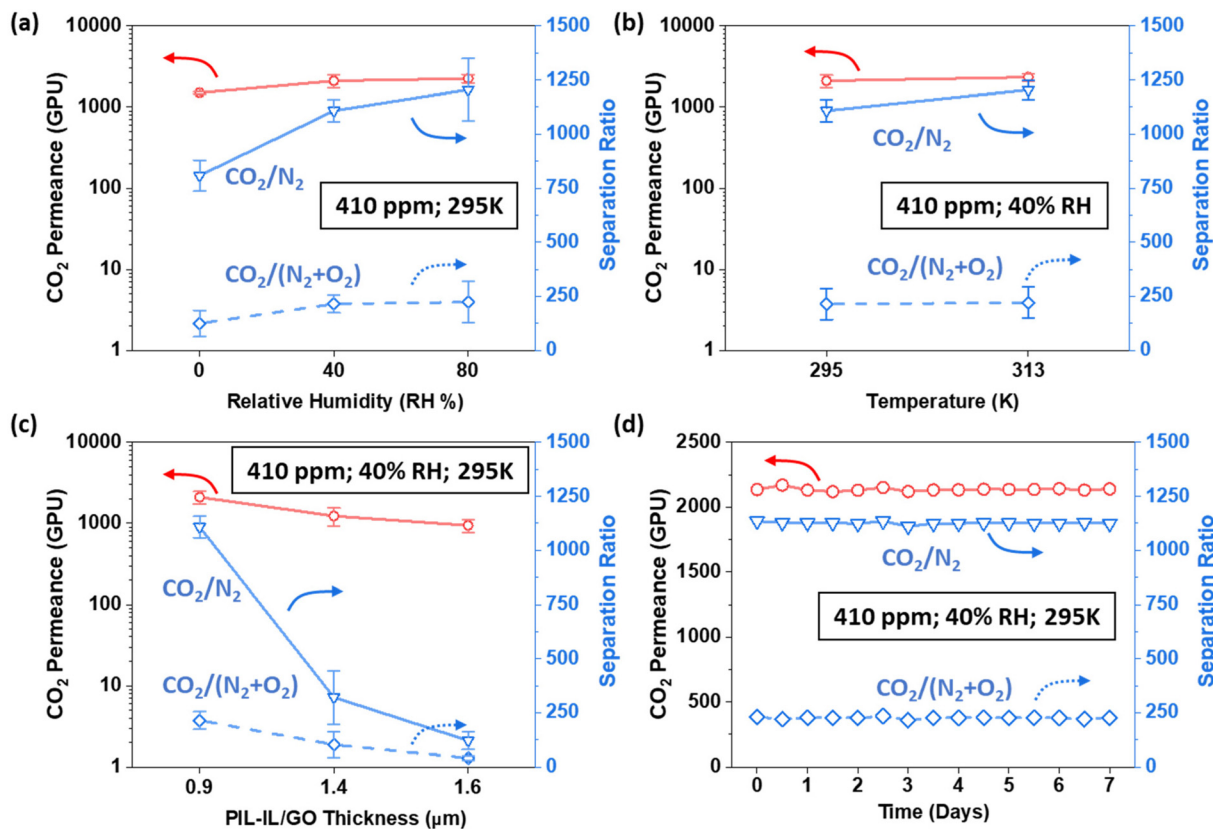 (a)
10000
1000
100
10
1
CO₂ Permeance (GPU)
1500
1250
1000
750
500
250
0
Separation Ratio
CO₂/N₂
410 ppm; 295K
CO₂/(N₂+O₂)
0 40 80
Relative Humidity (RH %)
(b)
10000
1000
100
10
1
CO₂ Permeance (GPU)
1500
1250
1000
750
500
250
0
Separation Ratio
CO₂/N₂
410 ppm; 40% RH
CO₂/(N₂+O₂)
295 313
Temperature (K)
(c)
10000
1000
100
10
1
CO₂ Permeance (GPU)
1500
1250
1000
750
500
250
0
Separation Ratio
410 ppm; 40% RH; 295K
CO₂/N₂
CO₂/(N₂+O₂)
0.9 1.4 1.6
PIL-IL/GO Thickness (μm)
(d)
2500
2000
1500
1000
500
0
CO₂ Permeance (GPU)
1500
1250
1000
750
500
250
0
Separation Ratio
CO₂/N₂
410 ppm; 40% RH; 295K
CO₂/(N₂+O₂)
0 1 2 3 4 5 6 7
Time (Days)